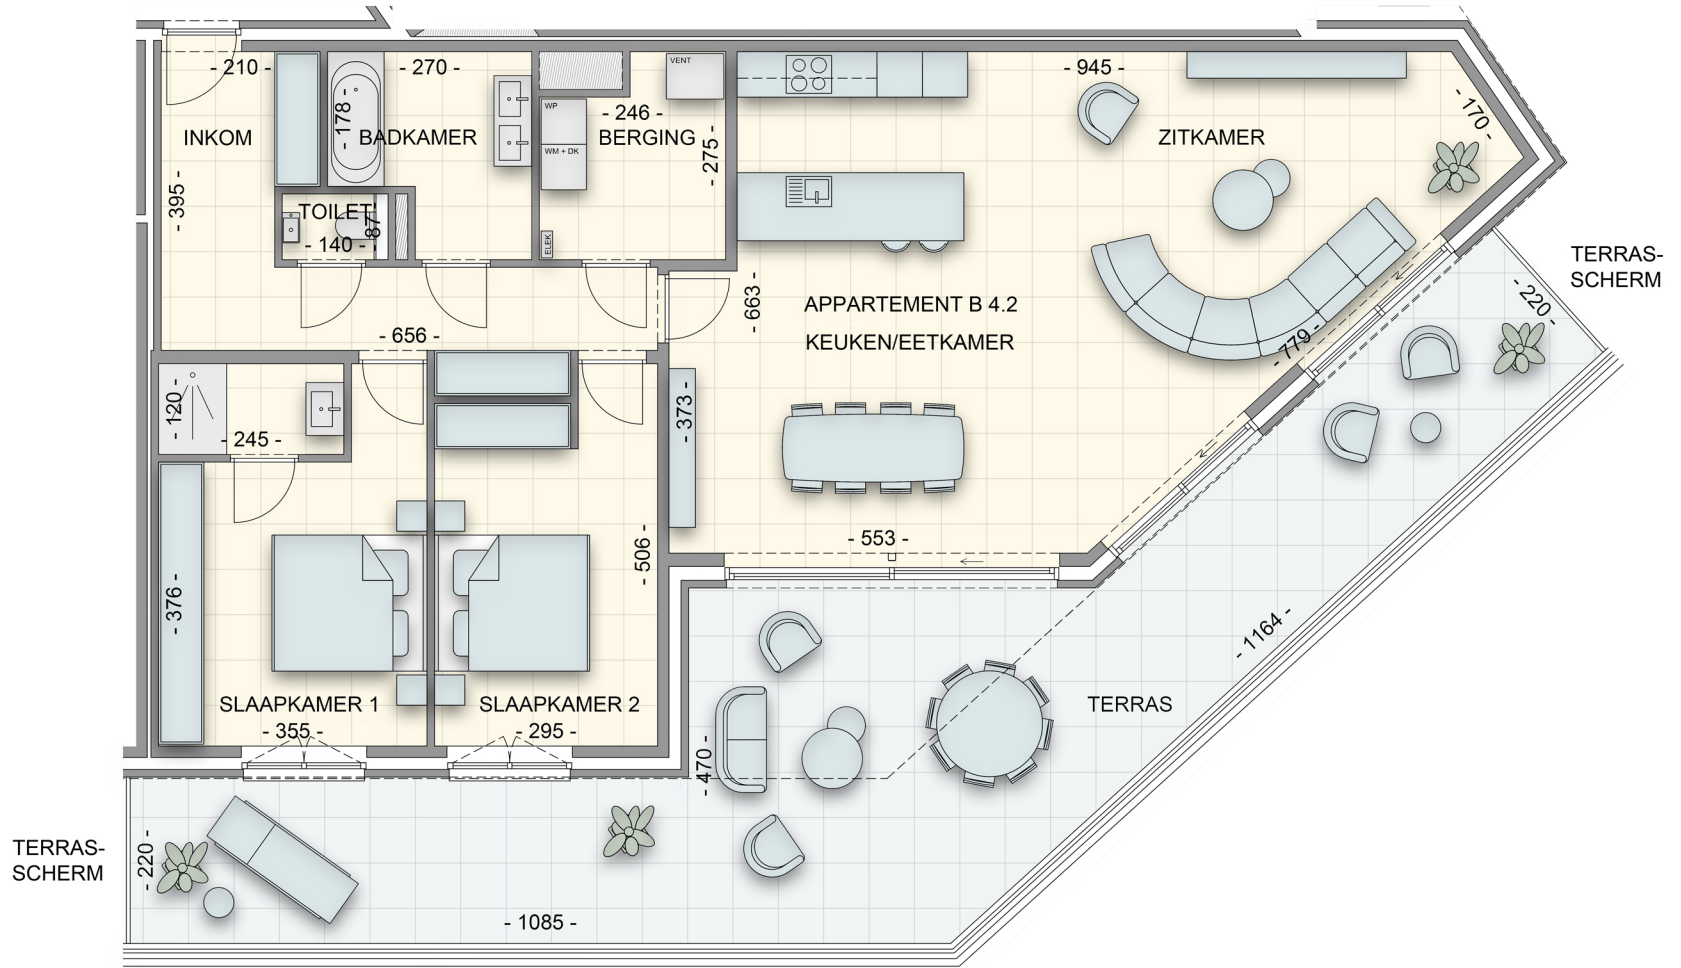 - 210 -
- 270 -
VENT
- 945 -
WP
- 246 -
- 178 -
- 170 -
INKOM
BADKAMER
BERGING
ZITKAMER
WM + DK
- 275 -
- 395 -
TOILET
- 87 -
- 140 -
ELEK
TERRAS-
SCHERM
- 220 -
- 663 -
APPARTEMENT B 4.2
KEUKEN/EETKAMER
- 656 -
- 779 -
- 120 -
- 373 -
- 245 -
- 553 -
- 506 -
- 376 -
- 1164 -
SLAAPKAMER 1
SLAAPKAMER 2
TERRAS
- 355 -
- 295 -
- 470 -
TERRAS-
SCHERM
- 220 -
- 1085 -